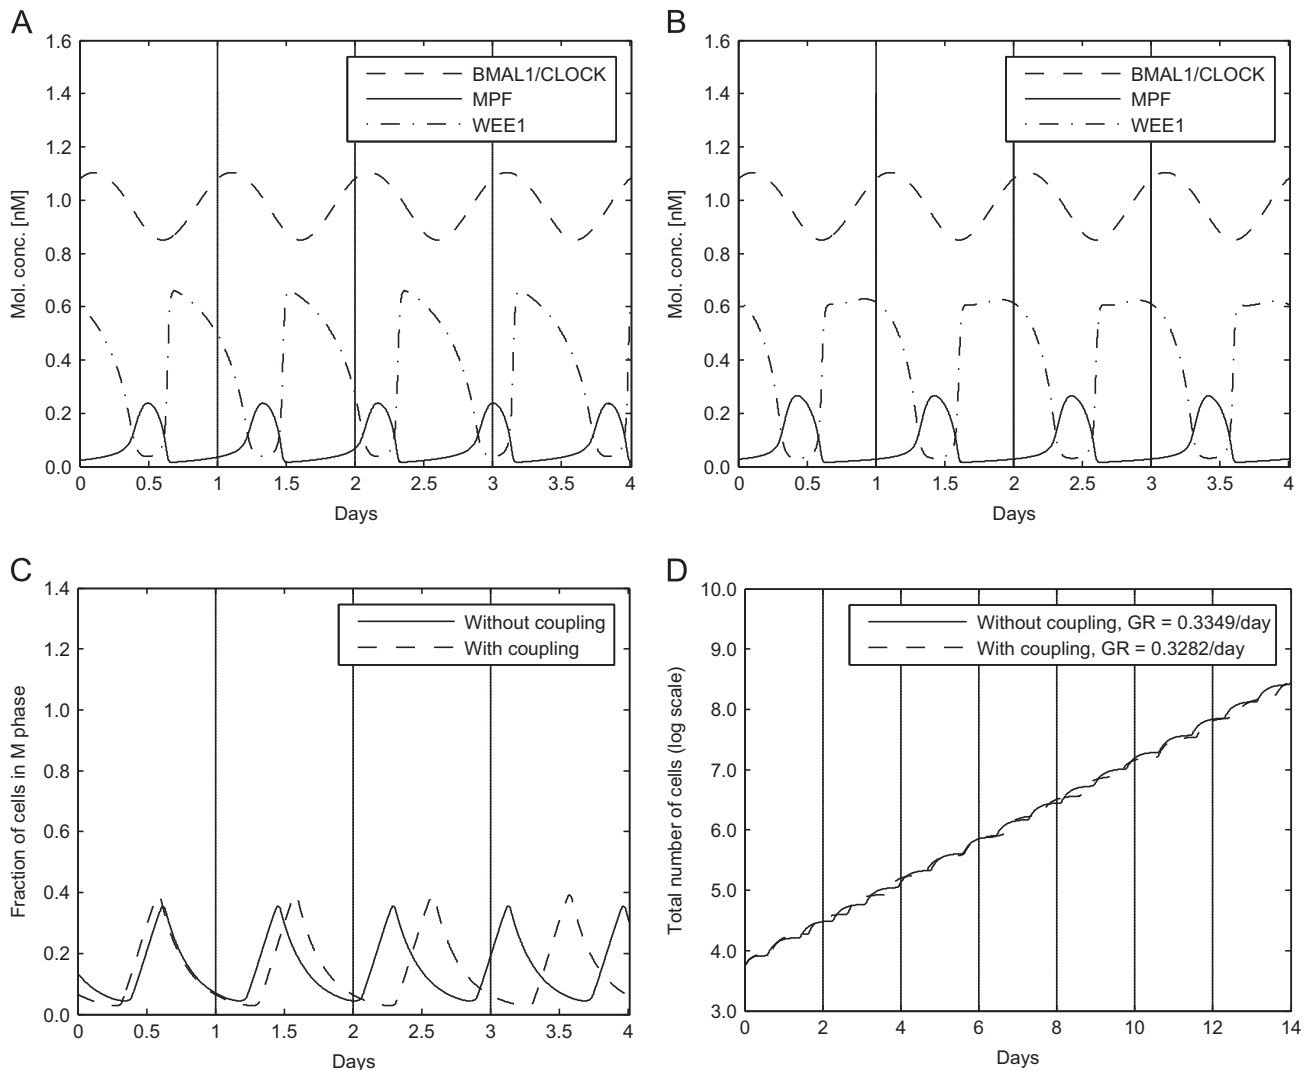 A
1.6
1.4
1.2
1.0
0.8
0.6
0.4
0.2
0.0
Mol. conc. [nM]
BMAL1/CLOCK
MPF
WEE1
0 0.5 1 1.5 2 2.5 3 3.5 4
Days
B
1.6
1.4
1.2
1.0
0.8
0.6
0.4
0.2
0.0
Mol. conc. [nM]
BMAL1/CLOCK
MPF
WEE1
0 0.5 1 1.5 2 2.5 3 3.5 4
Days
C
1.4
1.2
1.0
0.8
0.6
0.4
0.2
0.0
Fraction of cells in M phase
Without coupling
With coupling
0 0.5 1 1.5 2 2.5 3 3.5 4
Days
D
10.0
9.0
8.0
7.0
6.0
5.0
4.0
3.0
Total number of cells (log scale)
Without coupling, GR = 0.3349/day
With coupling, GR = 0.3282/day
0 2 4 6 8 10 12 14
Days